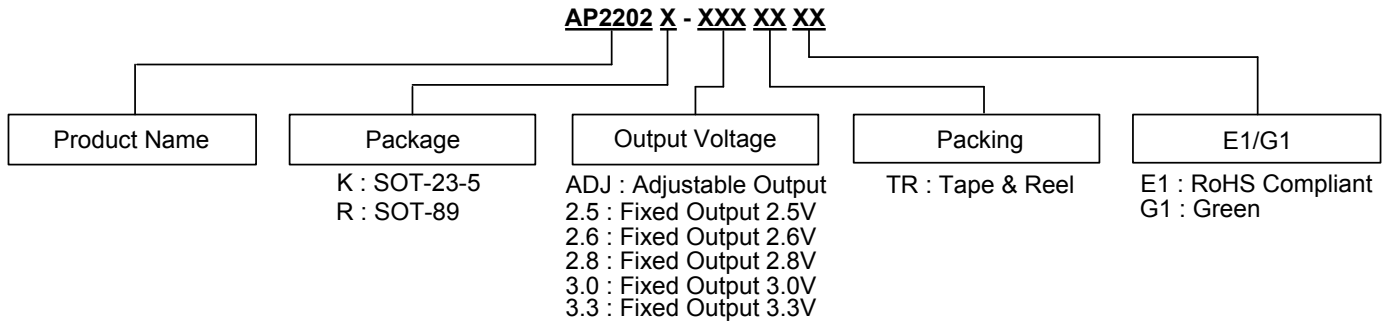 AP2202 X - XXX XX XX
Product Name
Package
Output Voltage
Packing
E1/G1
K : SOT-23-5
R : SOT-89
ADJ : Adjustable Output
2.5 : Fixed Output 2.5V
2.6 : Fixed Output 2.6V
2.8 : Fixed Output 2.8V
3.0 : Fixed Output 3.0V
3.3 : Fixed Output 3.3V
TR : Tape & Reel
E1 : RoHS Compliant
G1 : Green